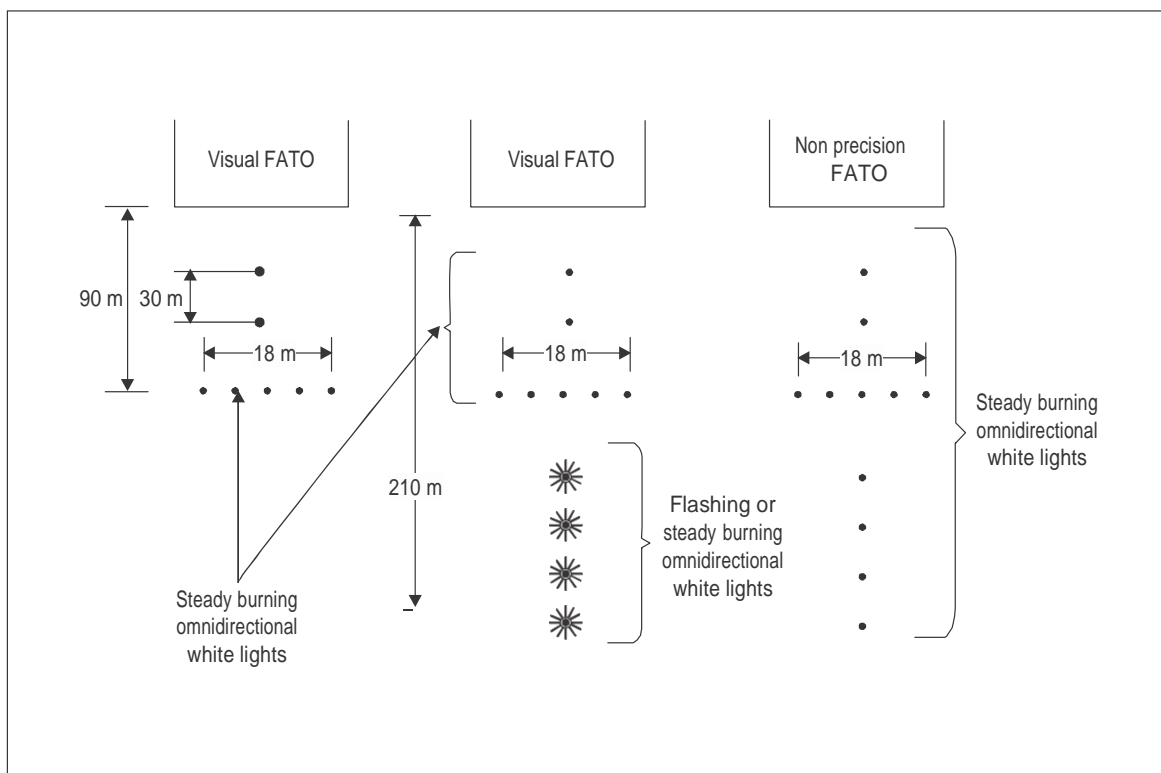 Visual FATO
Visual FATO
Non precision
FATO
90 m
30 m
18 m
18 m
18 m
210 m
Steady burning
omnidirectional
white lights
Flashing or
steady burning
omnidirectional
white lights
Steady burning
omnidirectional
white lights